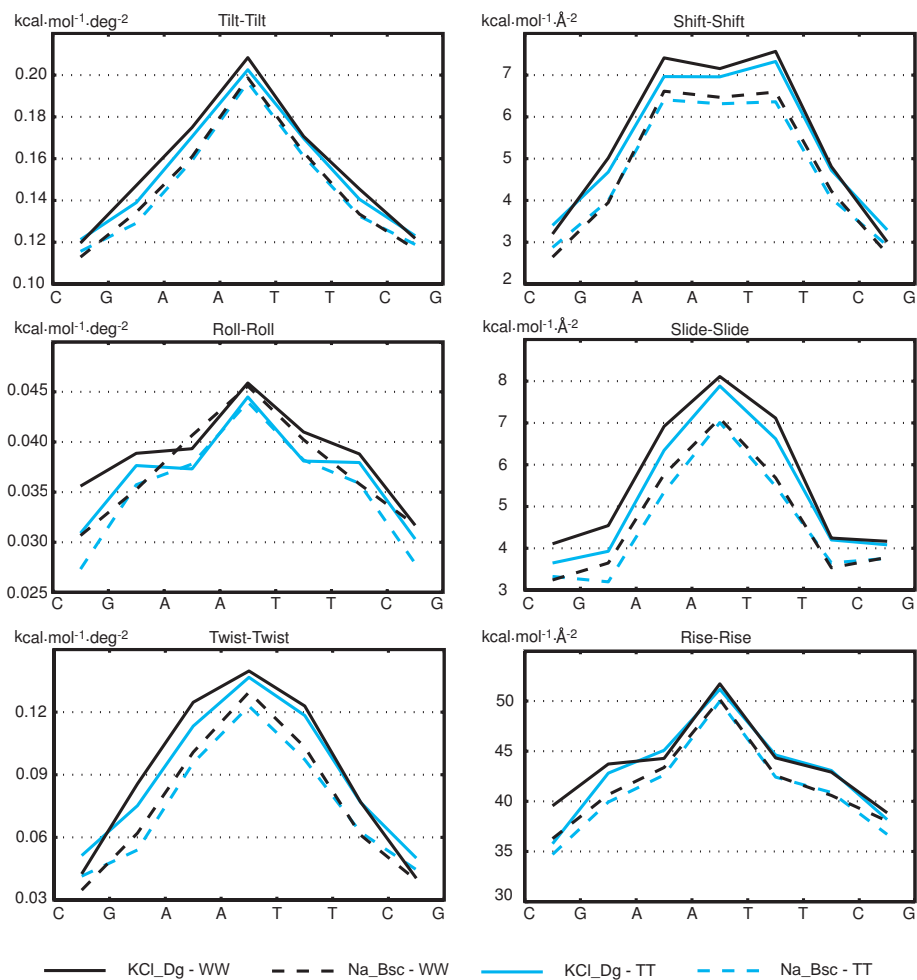 kcal.mol-1.deg-2
Tilt-Tilt
0.20
0.18
0.16
0.14
0.12
0.10
C G A A T T C G
kcal.mol-1.Å-2
Shift-Shift
7
6
5
4
3
2
C G A A T T C G
kcal.mol-1.deg-2
Roll-Roll
0.045
0.040
0.035
0.030
0.025
C G A A T T C G
kcal.mol-1.Å-2
Slide-Slide
8
7
6
5
4
3
C G A A T T C G
kcal.mol-1.deg-2
Twist-Twist
0.12
0.09
0.06
0.03
C G A A T T C G
kcal.mol-1.Å-2
Rise-Rise
50
45
40
35
30
C G A A T T C G
KCl_Dg - WW Na_Bsc - WW KCl_Dg - TT Na_Bsc - TT